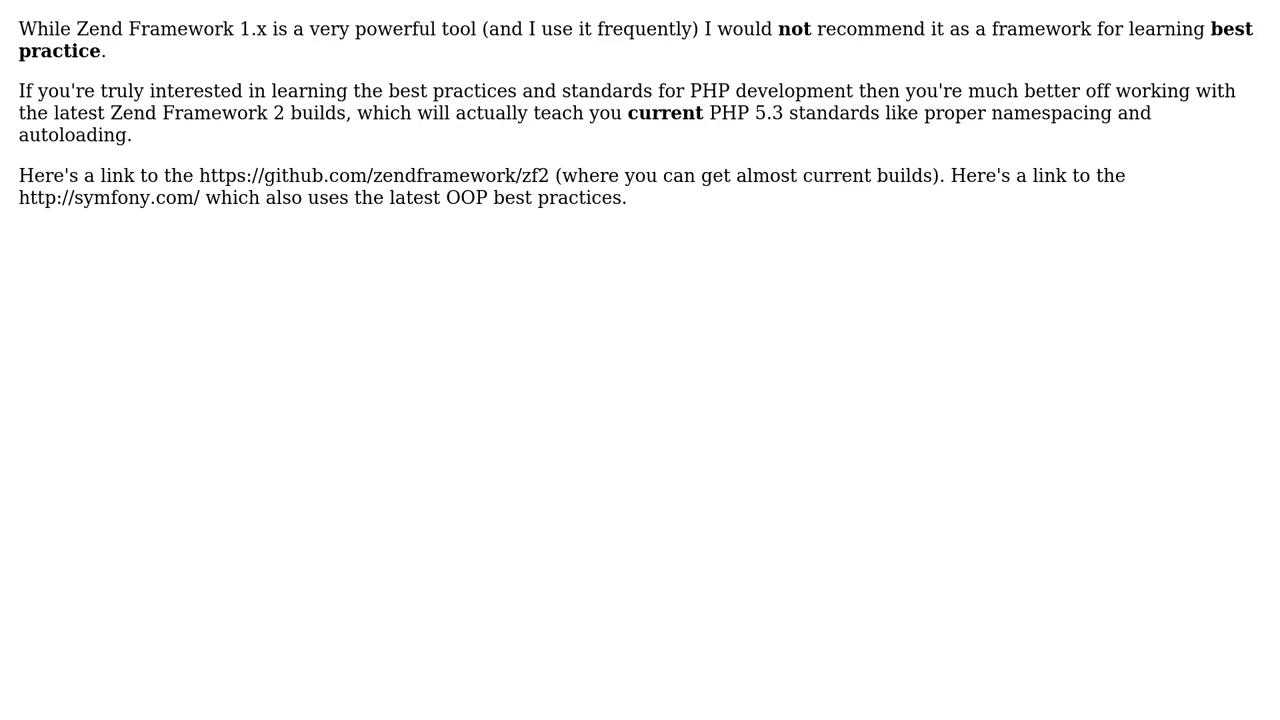 While Zend Framework 1.x is a very powerful tool (and I use it frequently) I would not recommend it as a framework for learning best
practice.
If you're truly interested in learning the best practices and standards for PHP development then you're much better off working with
the latest Zend Framework 2 builds, which will actually teach you current PHP 5.3 standards like proper namespacing and
autoloading.
Here's a link to the https://github.com/zendframework/zf2 (where you can get almost current builds). Here's a link to the
http://symfony.com/ which also uses the latest OOP best practices.